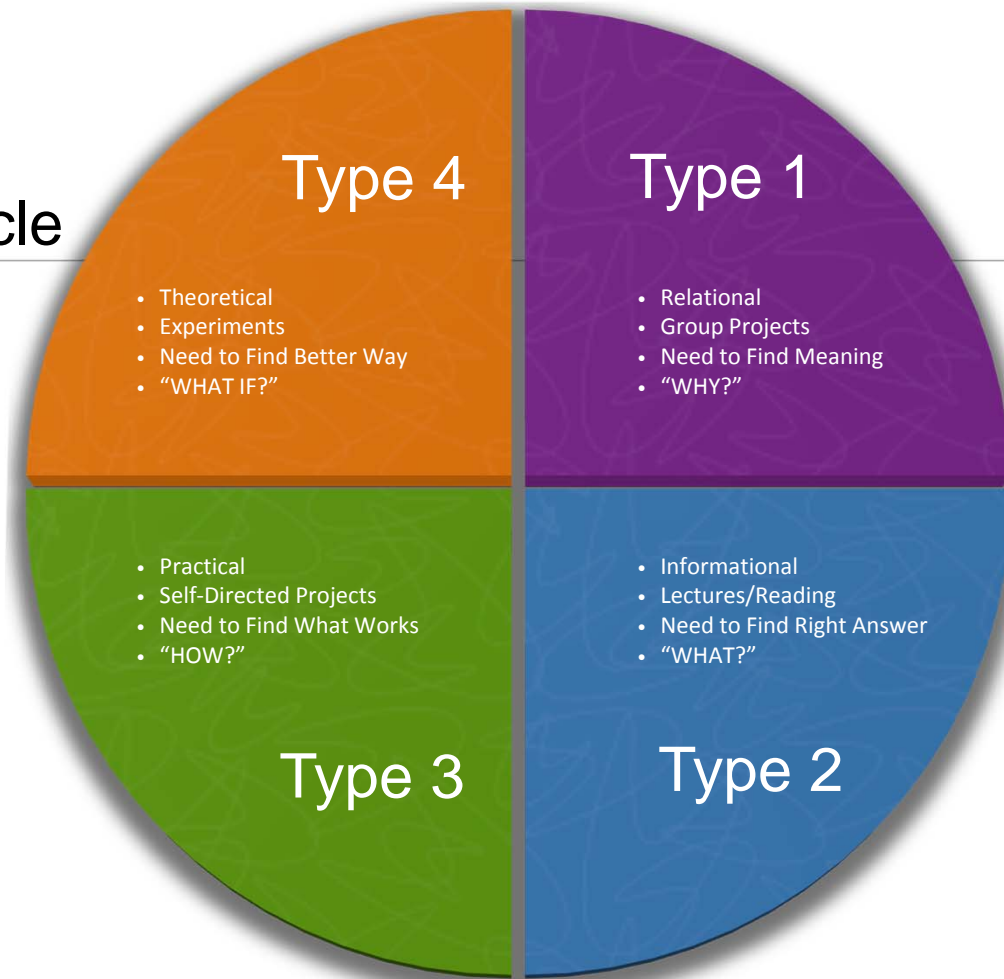 Type 4
• Theoretical
• Experiments
• Need to Find Better Way
• “WHAT IF?”
Type 1
• Relational
• Group Projects
• Need to Find Meaning
• “WHY?”
• Practical
• Self-Directed Projects
• Need to Find What Works
• “HOW?”
Type 3
• Informational
• Lectures/Reading
• Need to Find Right Answer
• “WHAT?”
Type 2